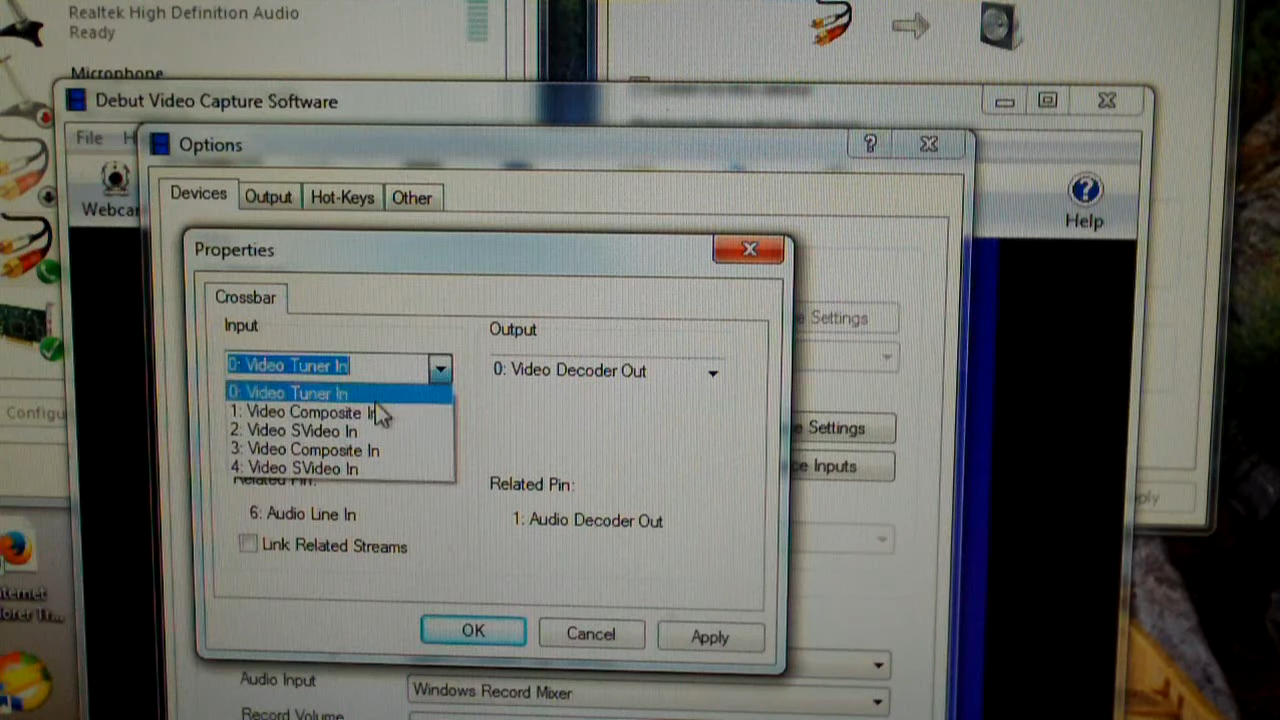 Realtek High Definition Audio
Ready
Microphone
Debut Video Capture Software
File
Options
Webcam
Help
Devices
Output
Hot-Keys
Other
Properties
Crossbar
Input
Output
Settings
0: Video Tuner In
0: Video Decoder Out
0: Video Tuner In
1: Video Composite In
2: Video SVideo In
3: Video Composite In
4: Video SVideo In
Settings
Inputs
Related Pin:
Related Pin:
6: Audio Line In
1: Audio Decoder Out
Link Related Streams
Configu
OK
Cancel
Apply
Audio Input
Windows Record Mixer
Record Volume